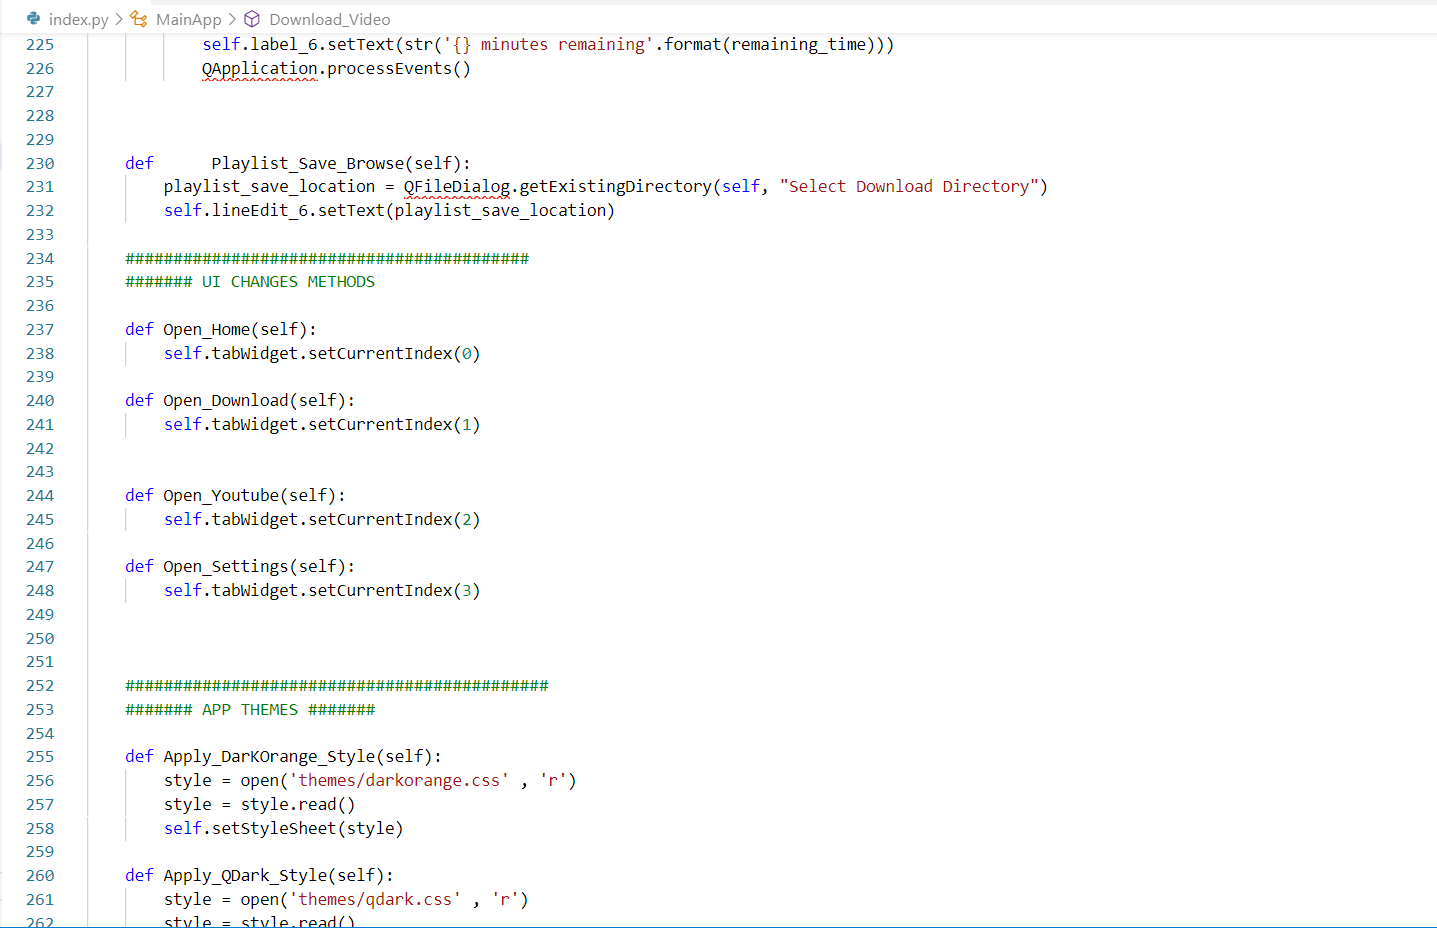 index.py > MainApp > Download_Video
225 self.label_6.setText(str('{} minutes remaining'.format(remaining_time)))
226 QApplication.processEvents()
227
228
229
230 def      Playlist_Save_Browse(self):
231 playlist_save_location = QFileDialog.getExistingDirectory(self, "Select Download Directory")
232 self.lineEdit_6.setText(playlist_save_location)
233
234 ##########################################
235 ####### UI CHANGES METHODS
236
237 def Open_Home(self):
238 self.tabWidget.setCurrentIndex(0)
239
240 def Open_Download(self):
241 self.tabWidget.setCurrentIndex(1)
242
243
244 def Open_Youtube(self):
245 self.tabWidget.setCurrentIndex(2)
246
247 def Open_Settings(self):
248 self.tabWidget.setCurrentIndex(3)
249
250
251
252 ############################################
253 ####### APP THEMES #######
254
255 def Apply_DarKOrange_Style(self):
256 style = open('themes/darkorange.css' , 'r')
257 style = style.read()
258 self.setStyleSheet(style)
259
260 def Apply_QDark_Style(self):
261 style = open('themes/qdark.css' , 'r')
262 style = style.read()